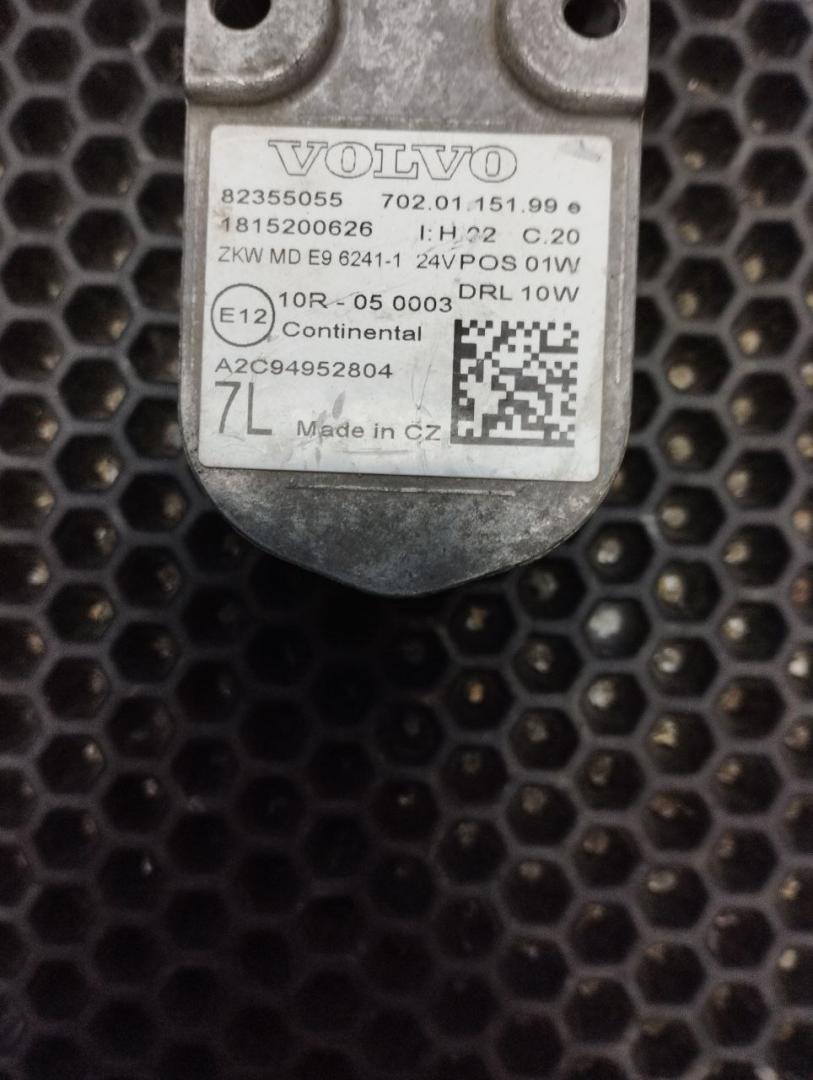 VOLVO
82355055 702.01.151.99 e
1815200626 I: H.02 C.20
ZKW MD E9 6241-1 24V POS 01W
DRL 10W
E12 10R - 05 0003
Continental
A2C94952804
7L Made in CZ